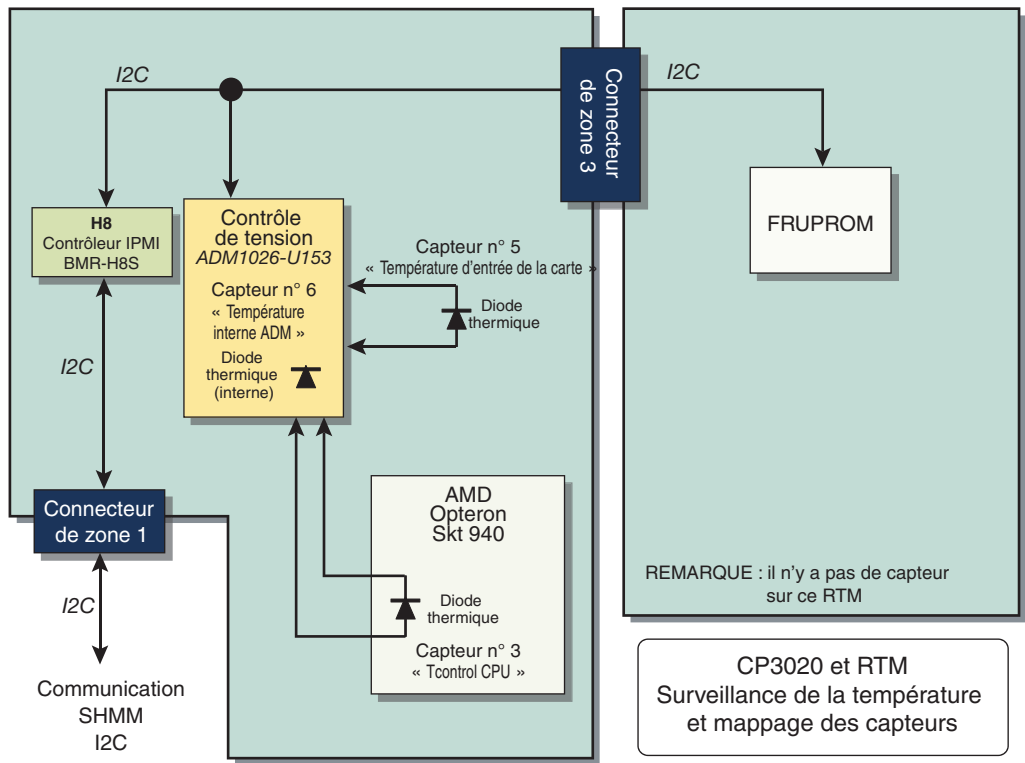 I2C
I2C
Connecteur
de zone 3
H8
Contrôleur IPMI
BMR-H8S
Contrôle
de tension
ADM1026-U153
Capteur n° 6
« Température
interne ADM »
Diode
thermique
(interne)
Capteur n° 5
« Température d'entrée de la carte »
Diode
thermique
FRUPROM
I2C
Connecteur
de zone 1
AMD
Opteron
Skt 940
Diode
thermique
Capteur n° 3
« Tcontrol CPU »
I2C
Communication
SHMM
I2C
REMARQUE : il n'y a pas de capteur
sur ce RTM
CP3020 et RTM
Surveillance de la température
et mappage des capteurs